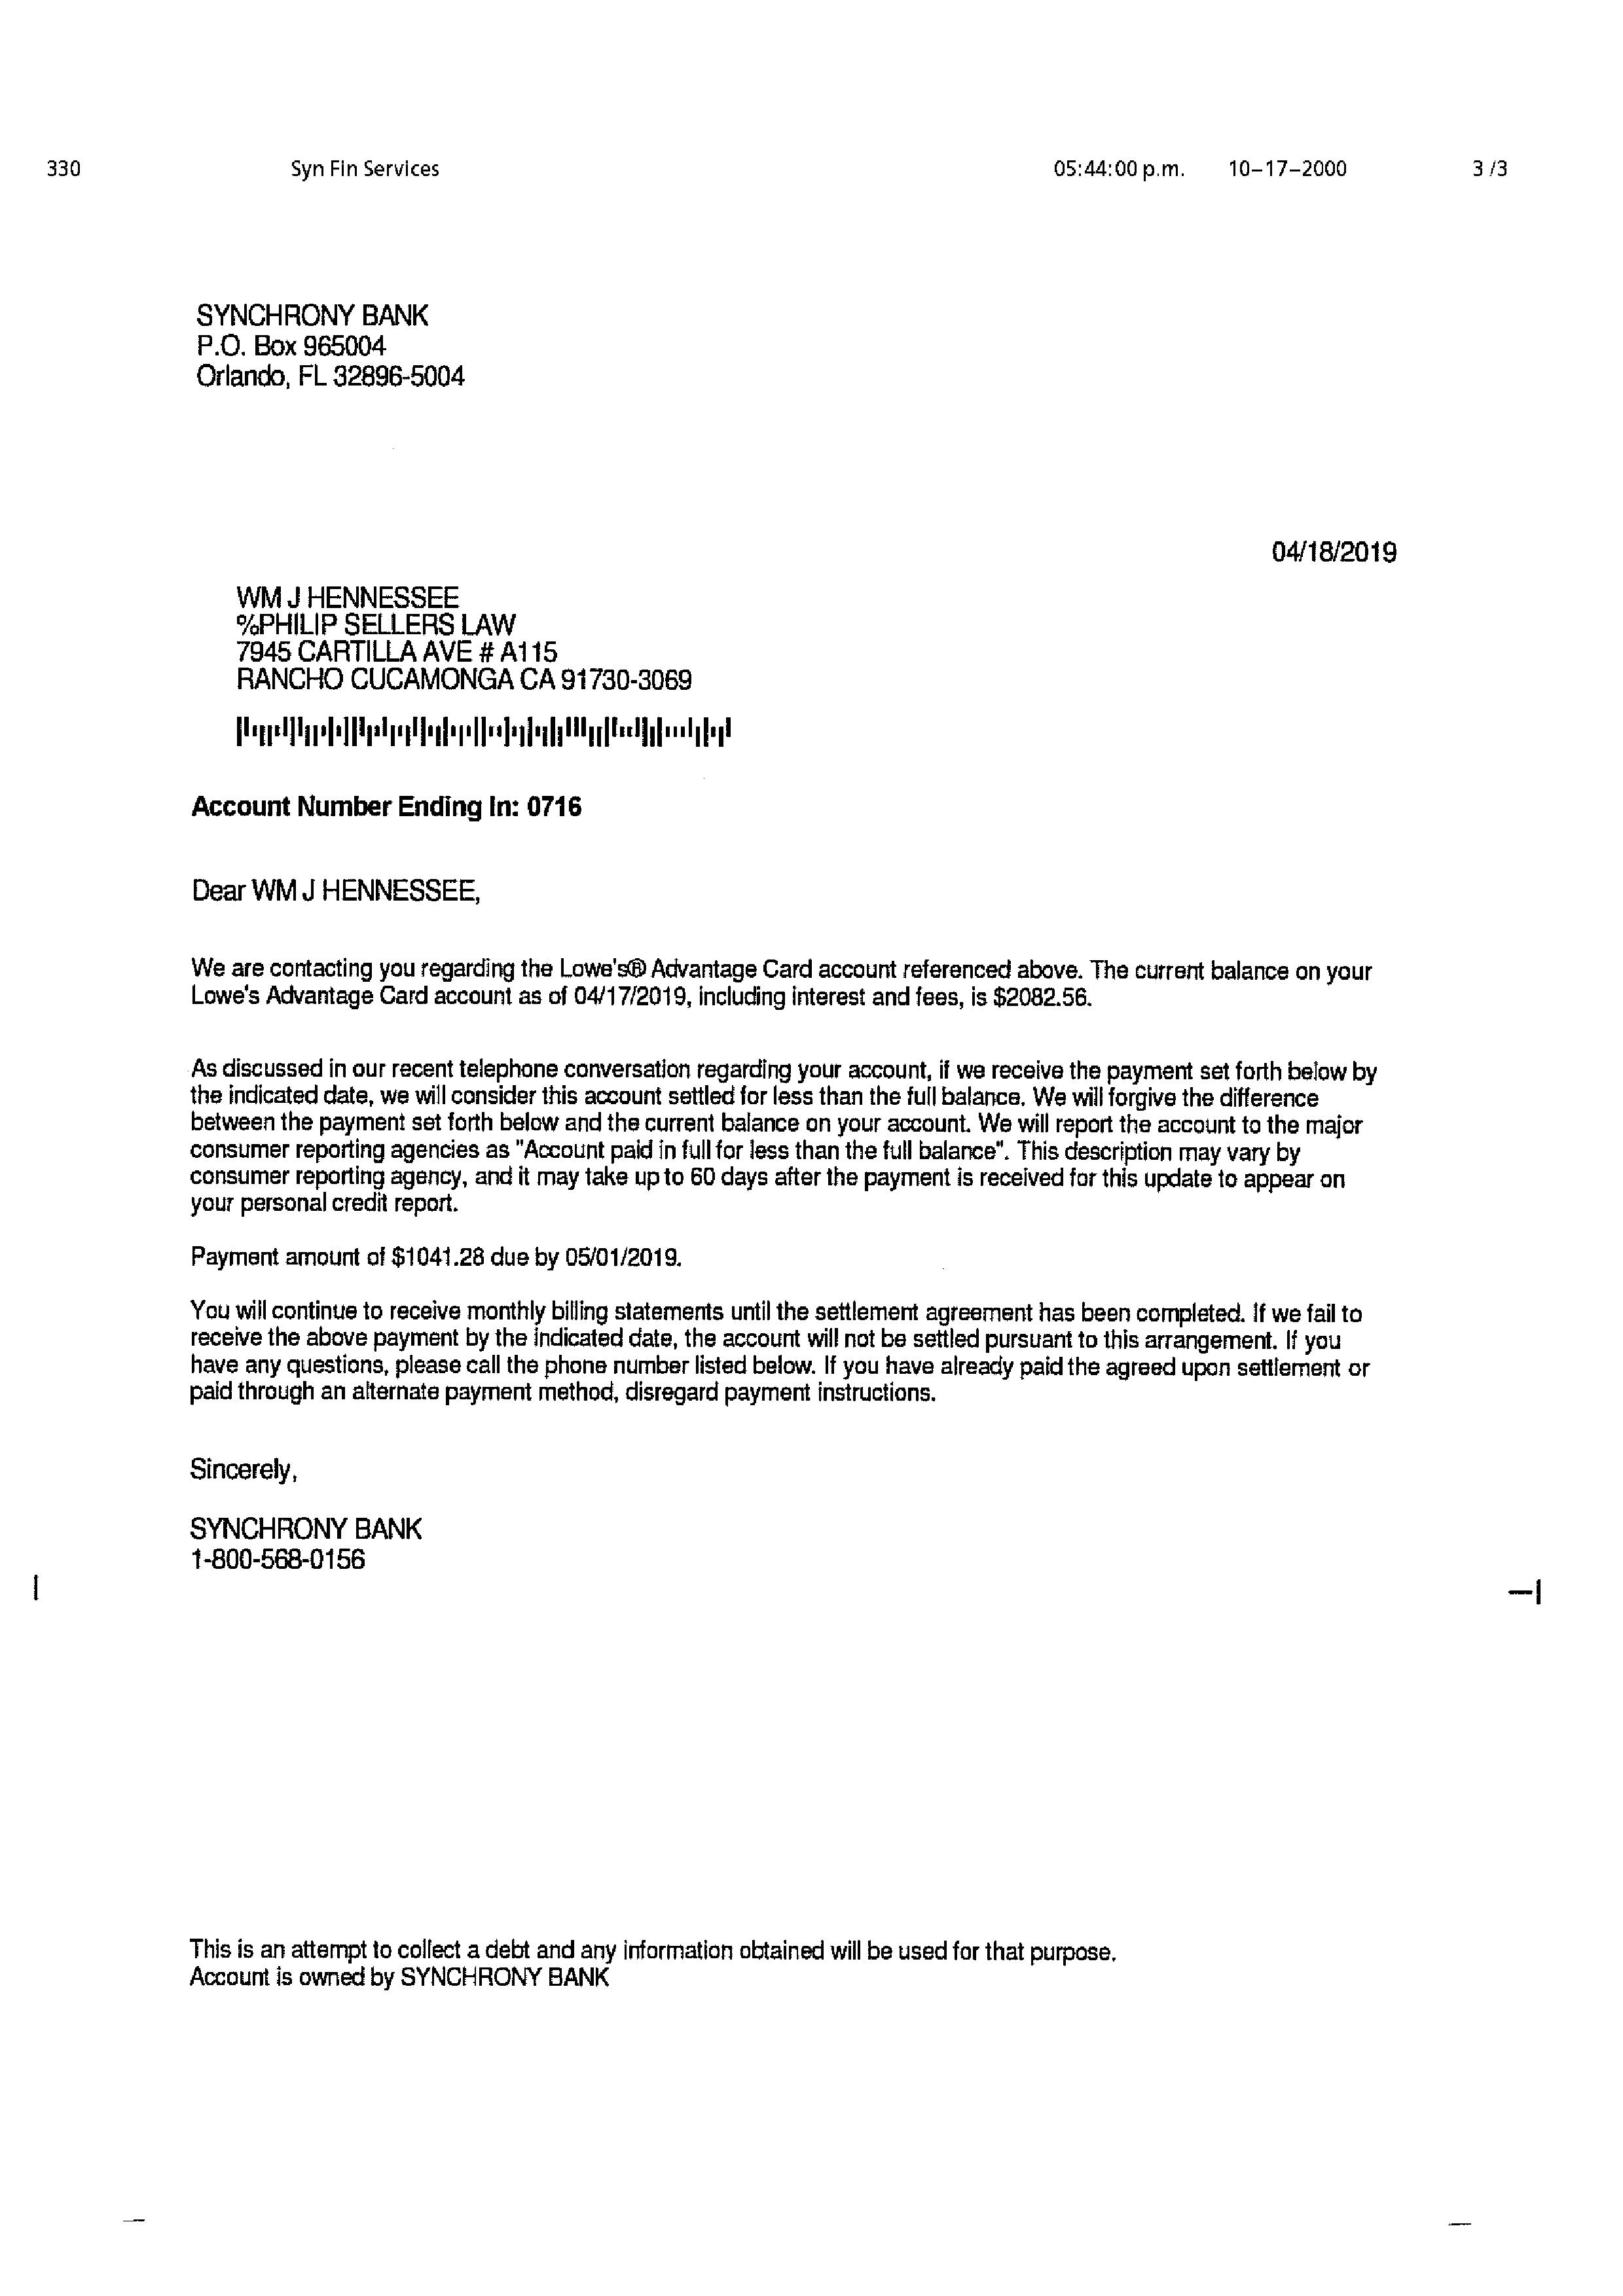 330 Syn Fin Services 05:44:00 p.m. 10-17-2000 3 /3
SYNCHRONY BANK
P.O. Box 965004
Orlando, FL 32896-5004
04/18/2019
WM J HENNESSEE
%PHILIP SELLERS LAW
7945 CARTILLA AVE # A115
RANCHO CUCAMONGA CA 91730-3069
Account Number Ending In: 0716
Dear WM J HENNESSEE,
We are contacting you regarding the Lowe's® Advantage Card account referenced above. The current balance on your
Lowe's Advantage Card account as of 04/17/2019, including interest and fees, is $2082.56.
As discussed in our recent telephone conversation regarding your account, if we receive the payment set forth below by
the indicated date, we will consider this account settled for less than the full balance. We will forgive the difference
between the payment set forth below and the current balance on your account. We will report the account to the major
consumer reporting agencies as "Account paid in full for less than the full balance". This description may vary by
consumer reporting agency, and it may take up to 60 days after the payment is received for this update to appear on
your personal credit report.
Payment amount of $1041.28 due by 05/01/2019.
You will continue to receive monthly billing statements until the settlement agreement has been completed. If we fail to
receive the above payment by the indicated date, the account will not be settled pursuant to this arrangement. If you
have any questions, please call the phone number listed below. If you have already paid the agreed upon settlement or
paid through an alternate payment method, disregard payment instructions.
Sincerely,
SYNCHRONY BANK
1-800-568-0156
This is an attempt to collect a debt and any information obtained will be used for that purpose.
Account is owned by SYNCHRONY BANK